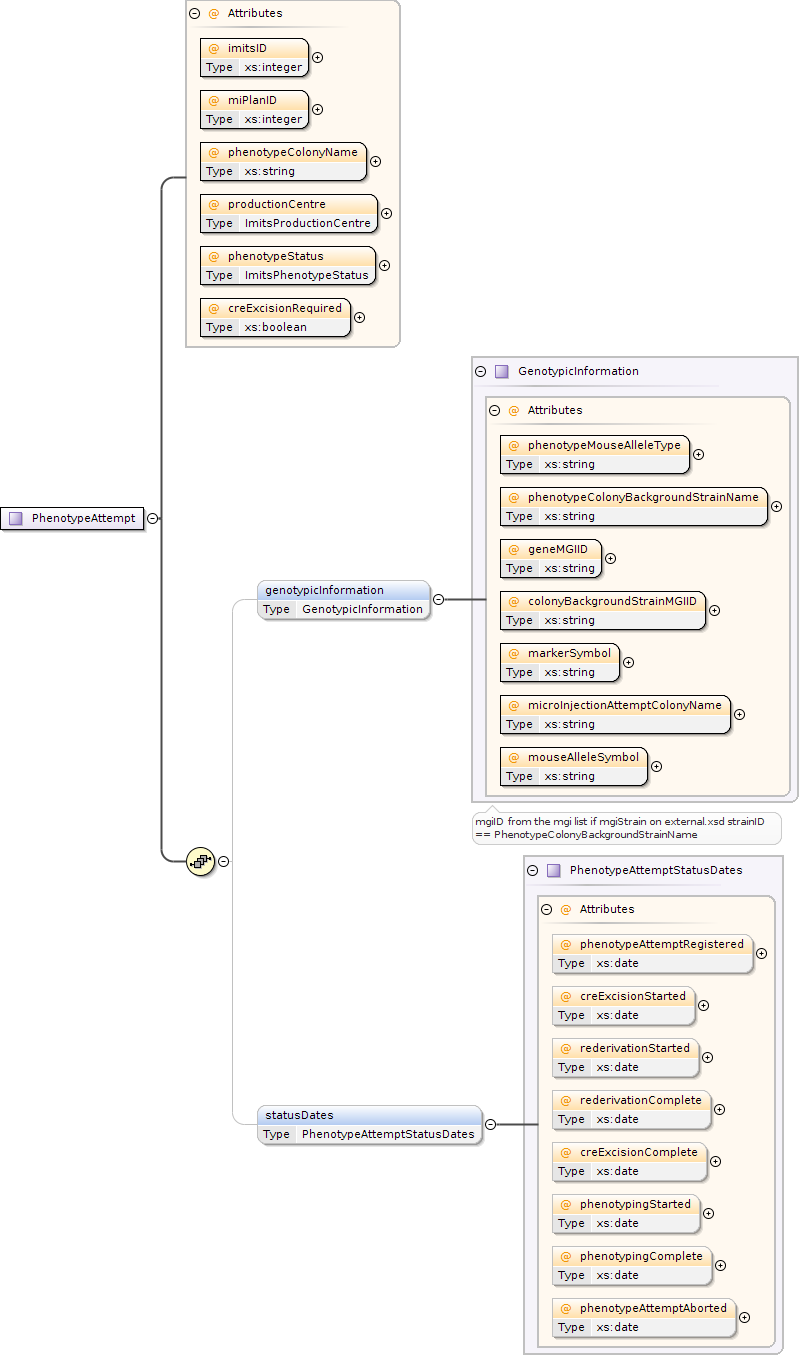 @ Attributes
@ imitsID
Type xs:integer
@ miPlanID
Type xs:integer
@ phenotypeColonyName
Type xs:string
@ productionCentre
Type ImitsProductionCentre
@ phenotypeStatus
Type ImitsPhenotypeStatus
@ creExcisionRequired
Type xs:boolean
PhenotypeAttempt
GenotypicInformation
@ Attributes
@ phenotypeMouseAlleleType
Type xs:string
@ phenotypeColonyBackgroundStrainName
Type xs:string
@ geneMGIID
Type xs:string
@ colonyBackgroundStrainMGIID
Type xs:string
@ markerSymbol
Type xs:string
@ microInjectionAttemptColonyName
Type xs:string
@ mouseAlleleSymbol
Type xs:string
genotypicInformation
Type GenotypicInformation
mgiID from the mgi list if mgiStrain on external.xsd strainID
== PhenotypeColonyBackgroundStrainName
PhenotypeAttemptStatusDates
@ Attributes
@ phenotypeAttemptRegistered
Type xs:date
@ creExcisionStarted
Type xs:date
@ rederivationStarted
Type xs:date
@ rederivationComplete
Type xs:date
@ creExcisionComplete
Type xs:date
@ phenotypingStarted
Type xs:date
@ phenotypingComplete
Type xs:date
@ phenotypeAttemptAborted
Type xs:date
statusDates
Type PhenotypeAttemptStatusDates